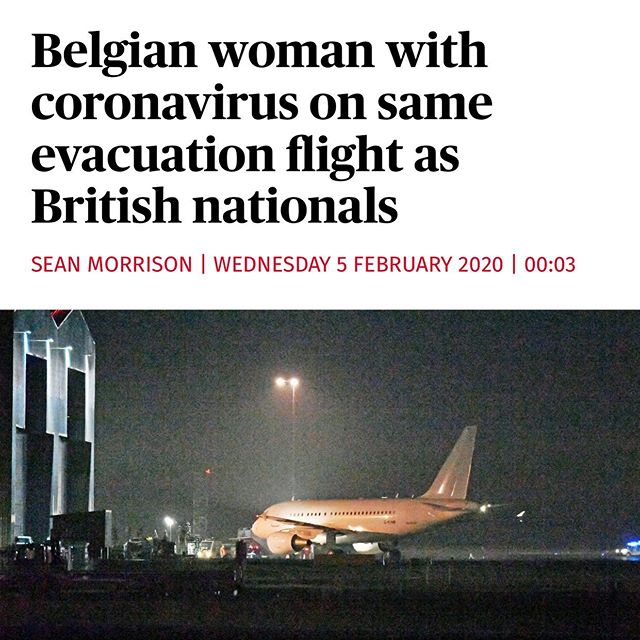 Belgian woman with
coronavirus on same
evacuation flight as
British nationals
SEAN MORRISON | WEDNESDAY 5 FEBRUARY 2020 | 00:03